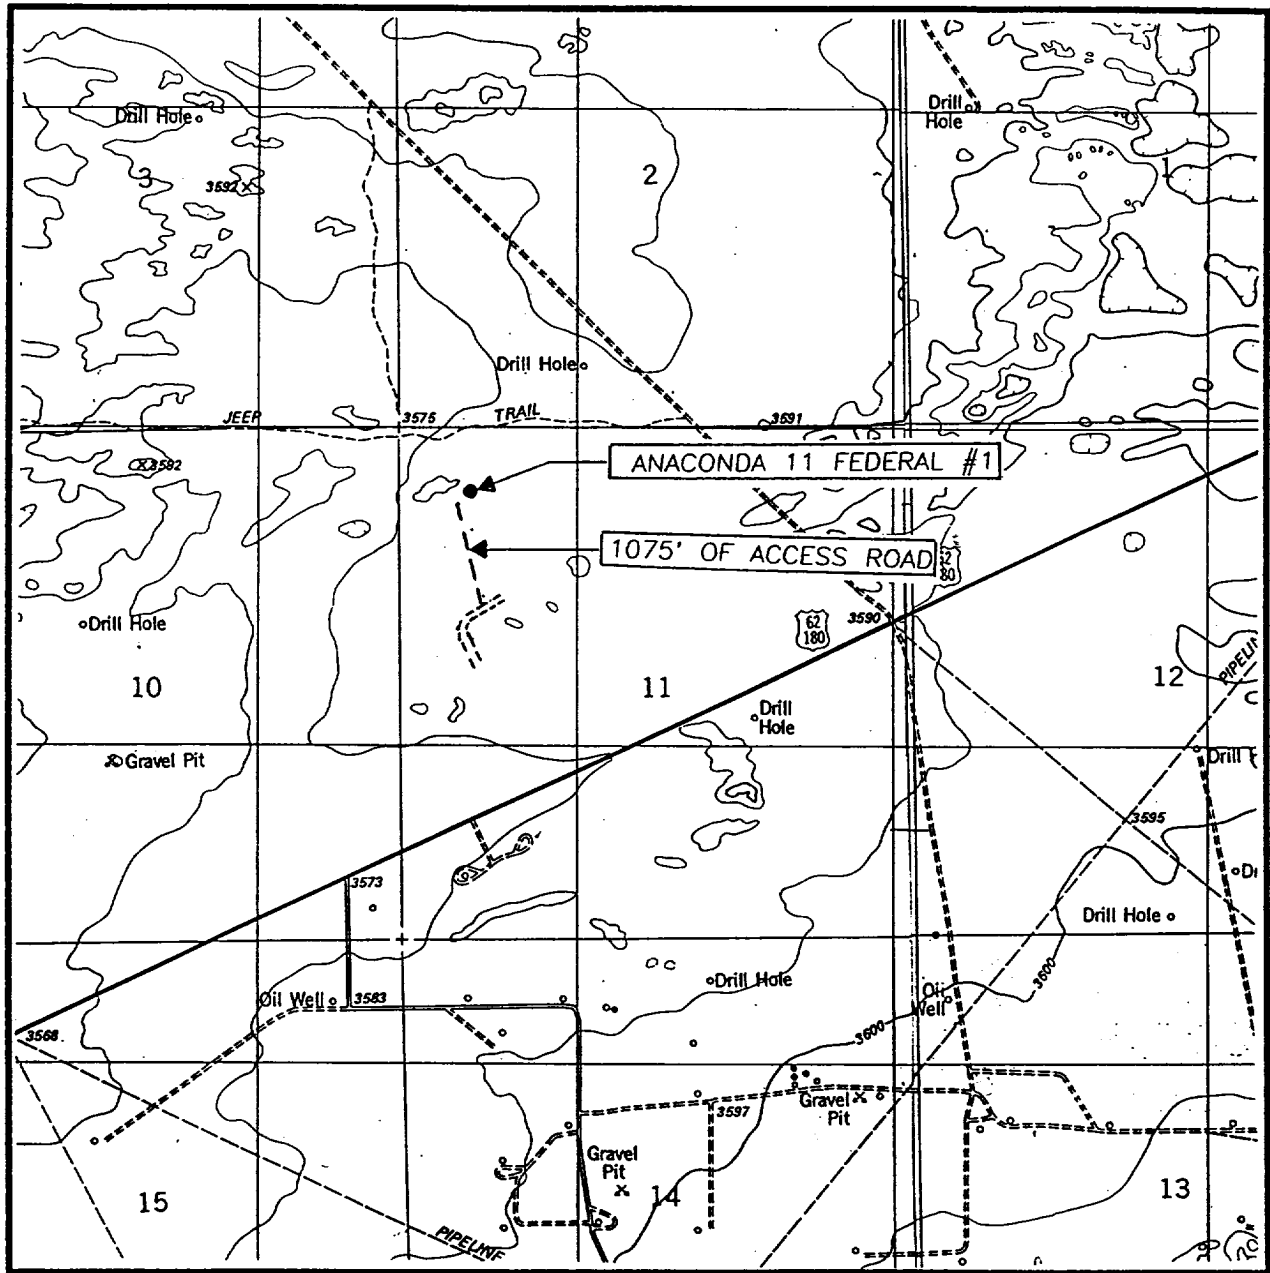 Drill
Hole
Drill Hole
3
2
1
3592
Drill Hole
JEEP
3575
TRAIL
3591
3592
ANACONDA 11 FEDERAL #1
1075' OF ACCESS ROAD
62
180
3590
Drill Hole
10
11
12
Drill
Hole
Gravel Pit
3595
3573
Drill Hole
Drill Hole
3600
Oil Well
3583
Oil
Well
3568
3600
3597
Gravel
Pit
Gravel
Pit
15
14
13
PIPELINE